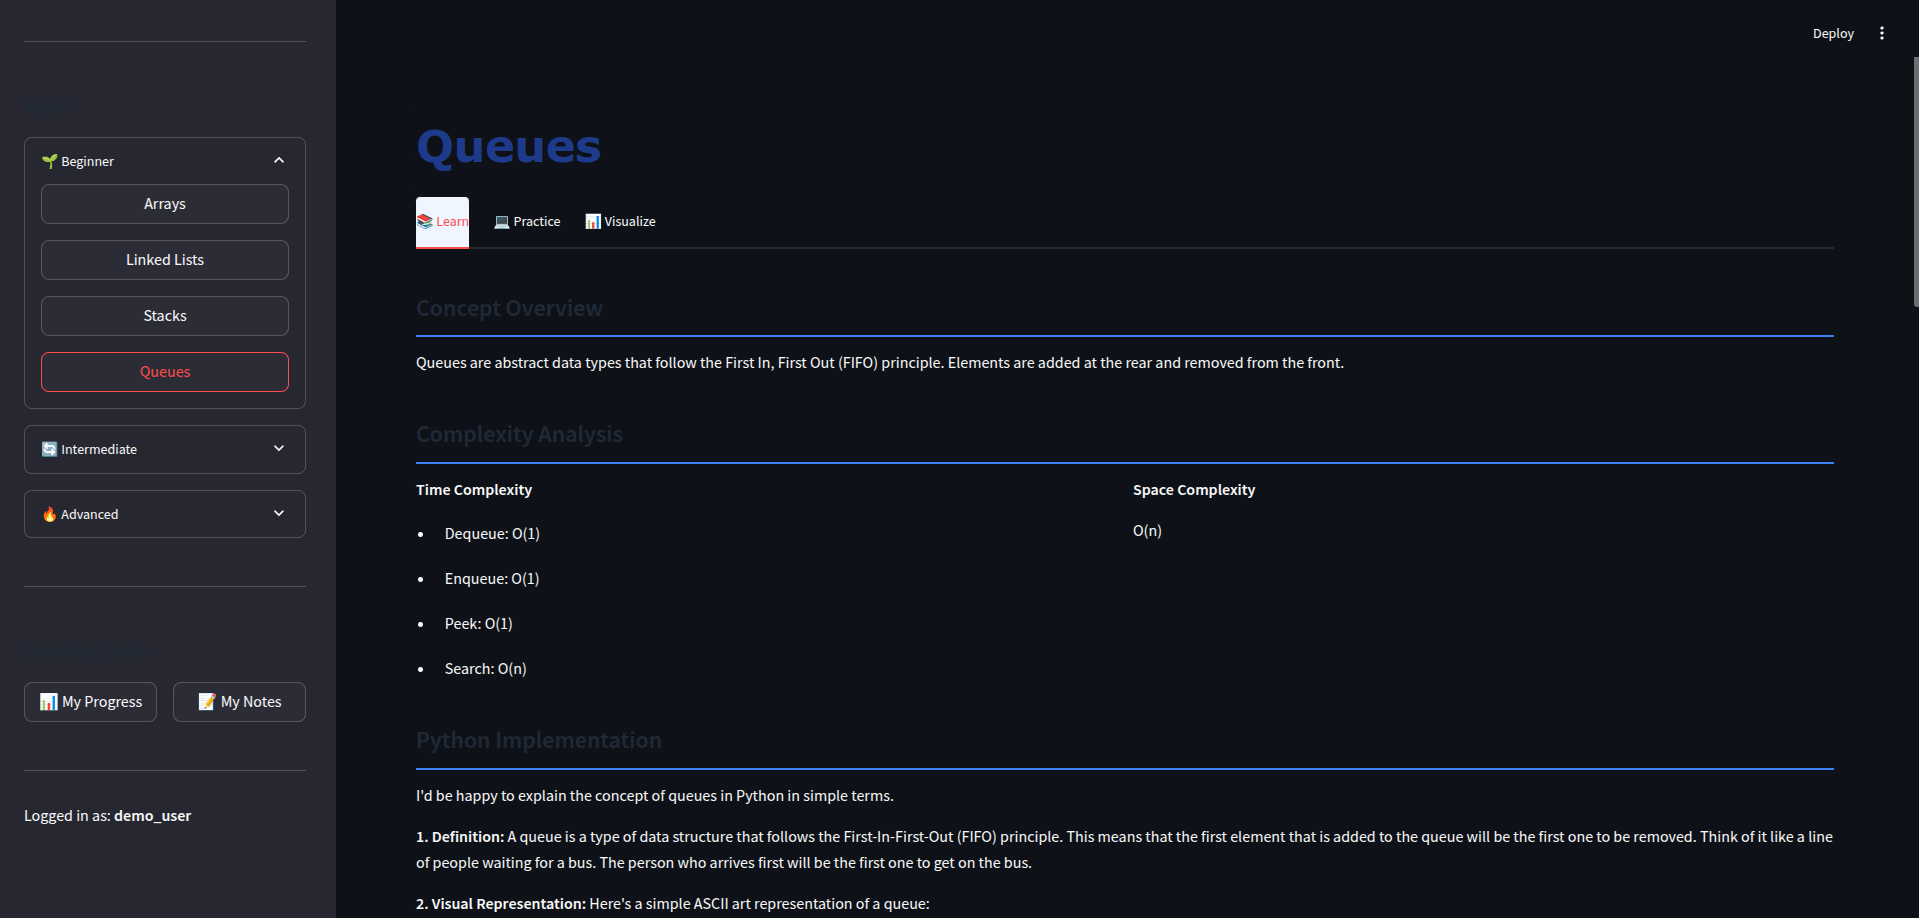 Deploy
🌱 Beginner
Arrays
Linked Lists
Stacks
Queues
🔄 Intermediate
🔥 Advanced
📊 My Progress
📝 My Notes
Logged in as: demo_user
Queues
📚 Learn
💻 Practice
📊 Visualize
Concept Overview
Queues are abstract data types that follow the First In, First Out (FIFO) principle. Elements are added at the rear and removed from the front.
Complexity Analysis
Time Complexity
• Dequeue: O(1)
• Enqueue: O(1)
• Peek: O(1)
• Search: O(n)
Space Complexity
O(n)
Python Implementation
I'd be happy to explain the concept of queues in Python in simple terms.
1. Definition: A queue is a type of data structure that follows the First-In-First-Out (FIFO) principle. This means that the first element that is added to the queue will be the first one to be removed. Think of it like a line
of people waiting for a bus. The person who arrives first will be the first one to get on the bus.
2. Visual Representation: Here's a simple ASCII art representation of a queue: